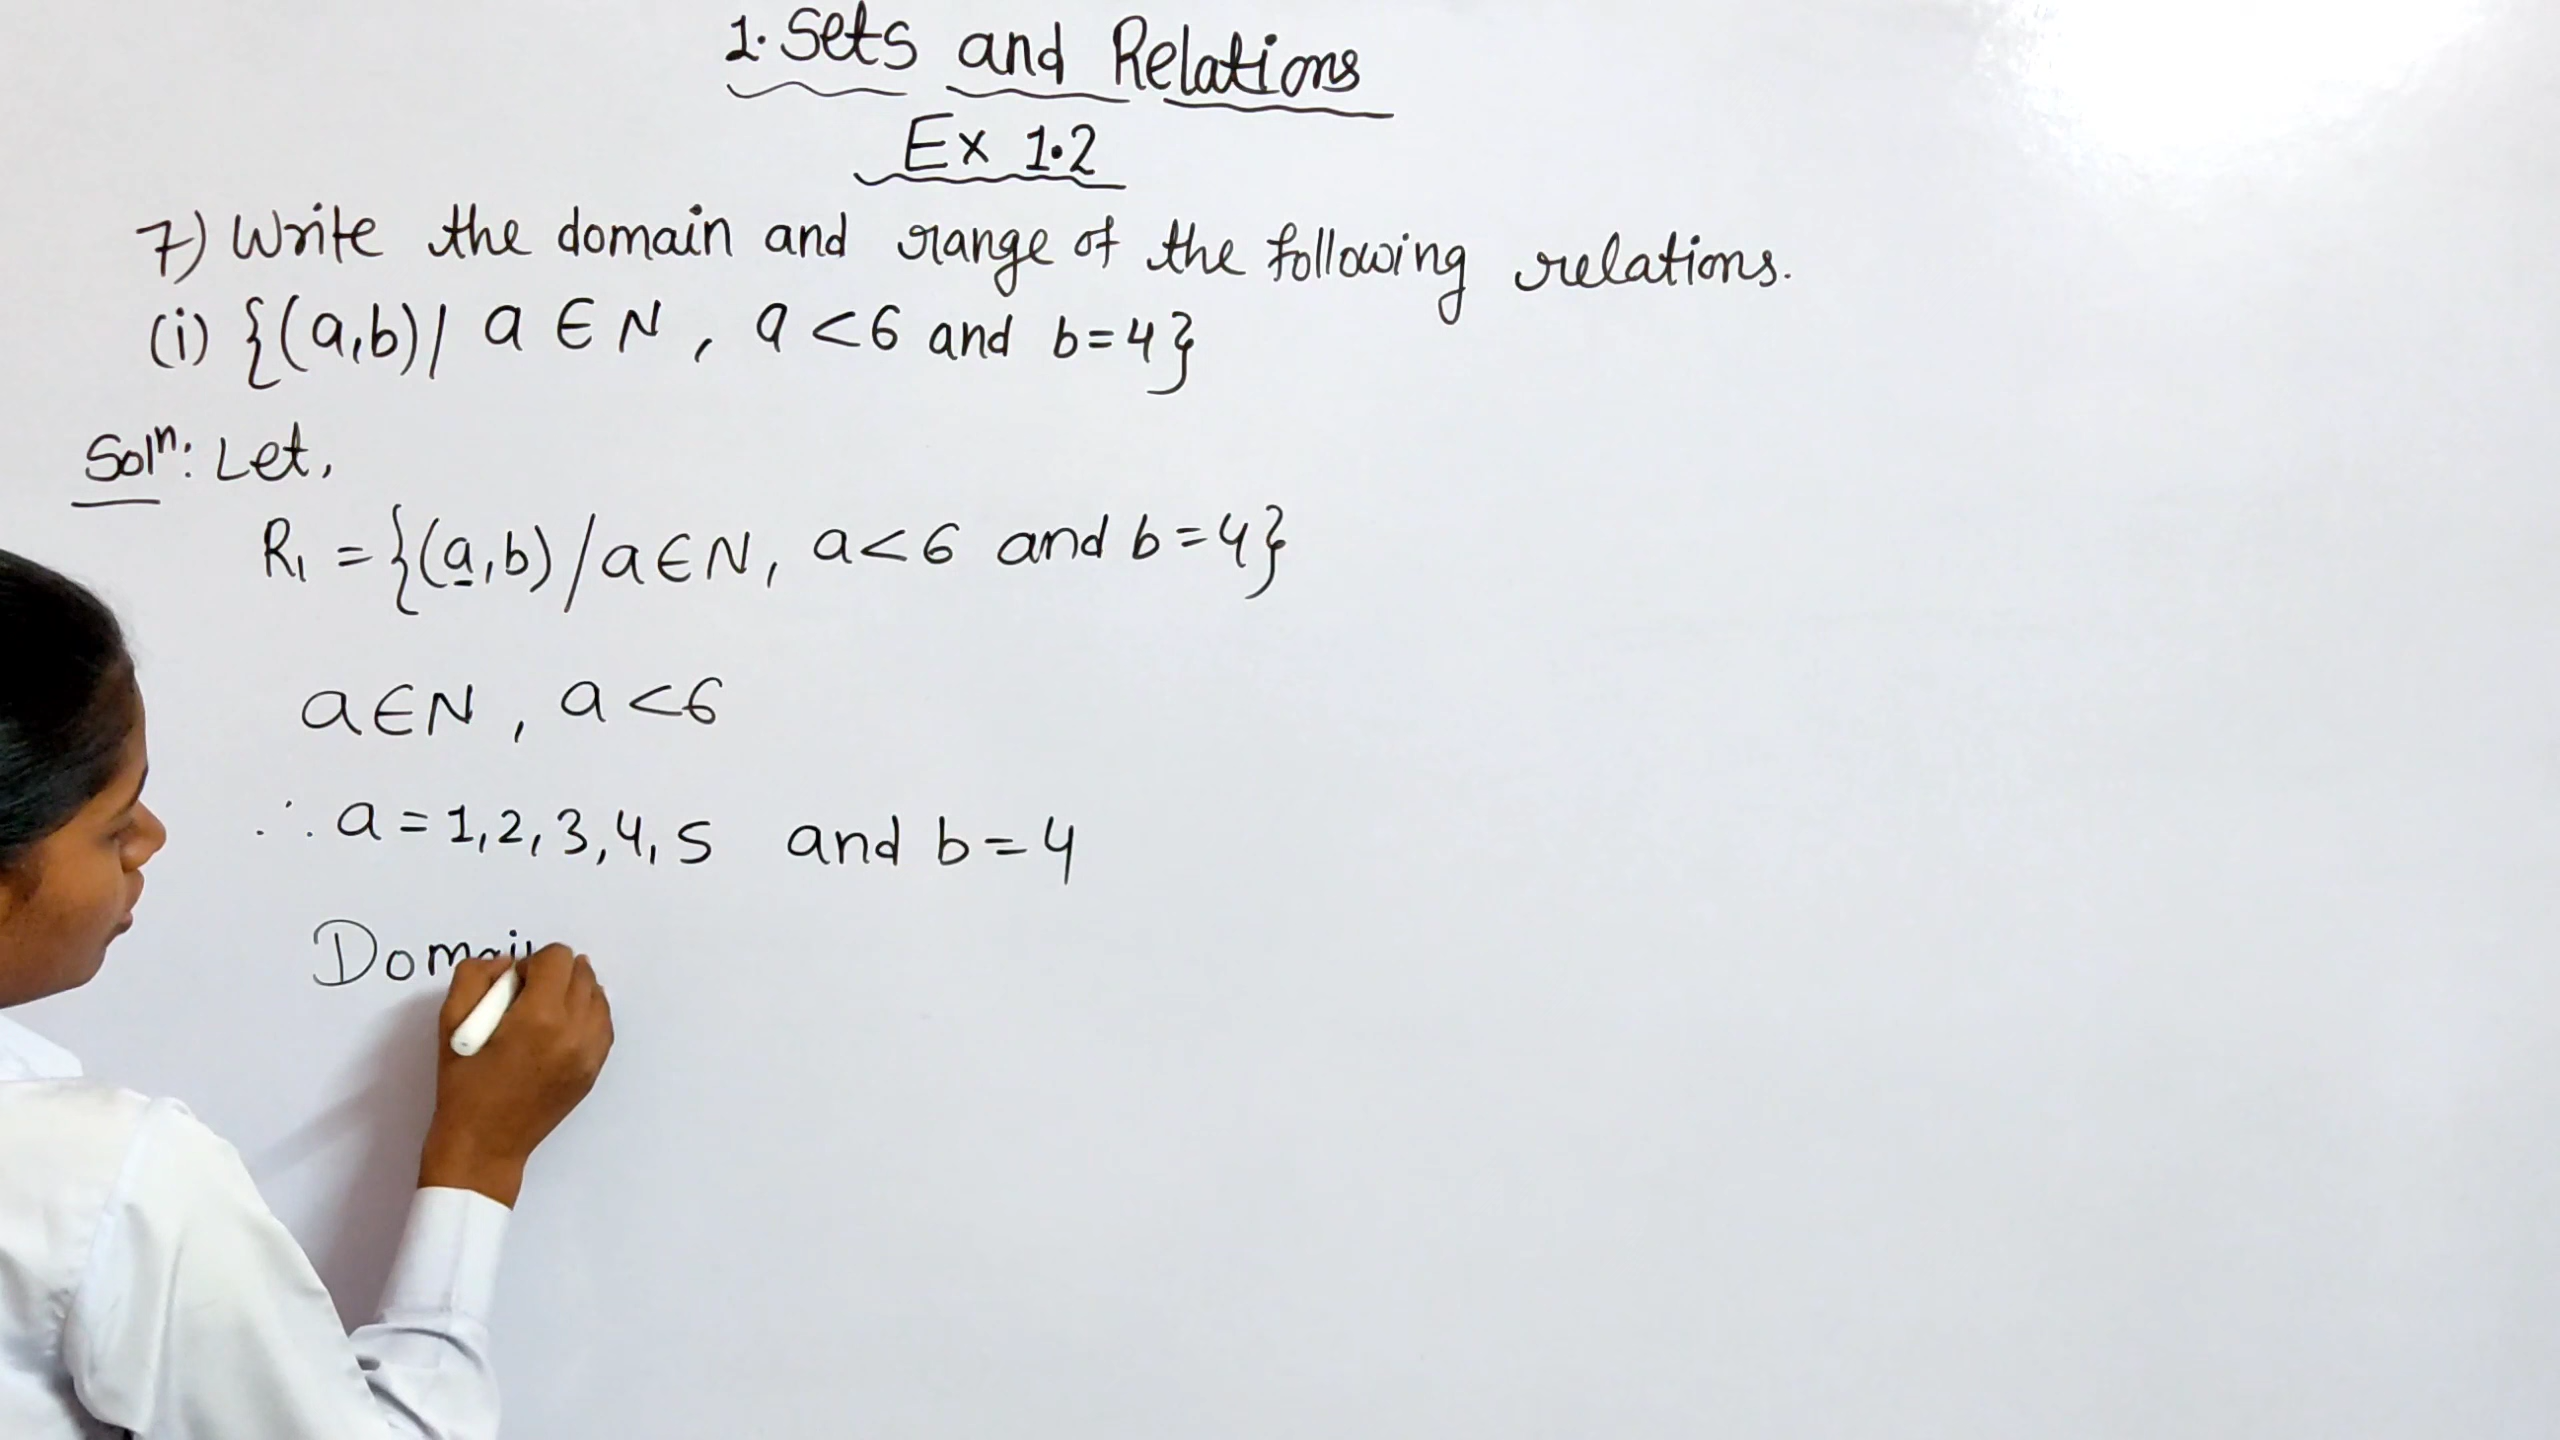 1. Sets and Relations
Ex 1.2
7) Write the domain and range of the following relations.
(i) {(a,b)/ a ∈ N, a < 6 and b = 4}
Solⁿ: Let,
R₁ = {(a,b) / a ∈ N, a < 6 and b = 4}
a ∈ N, a < 6
∴ a = 1, 2, 3, 4, 5 and b = 4
Domai